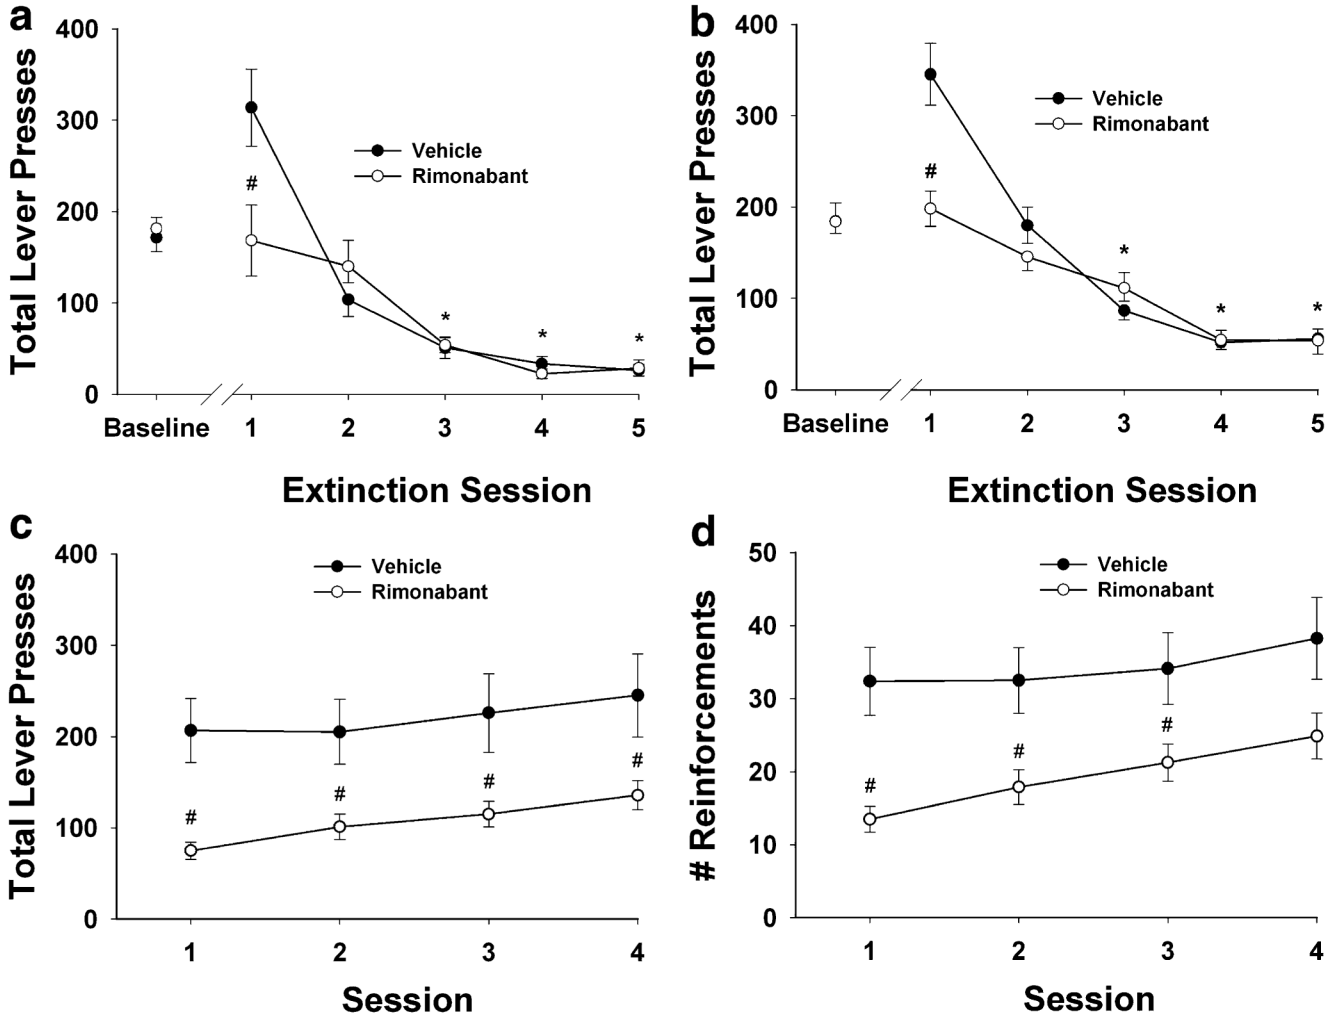 a
Total Lever Presses
400
300
200
100
0
Vehicle
Rimonabant
#
*
*
*
Baseline
1
2
3
4
5
Extinction Session
b
Total Lever Presses
400
300
200
100
0
Vehicle
Rimonabant
#
*
*
*
Baseline
1
2
3
4
5
Extinction Session
c
Total Lever Presses
400
300
200
100
0
Vehicle
Rimonabant
#
#
#
#
1
2
3
4
Session
d
# Reinforcements
50
40
30
20
10
0
Vehicle
Rimonabant
#
#
#
1
2
3
4
Session